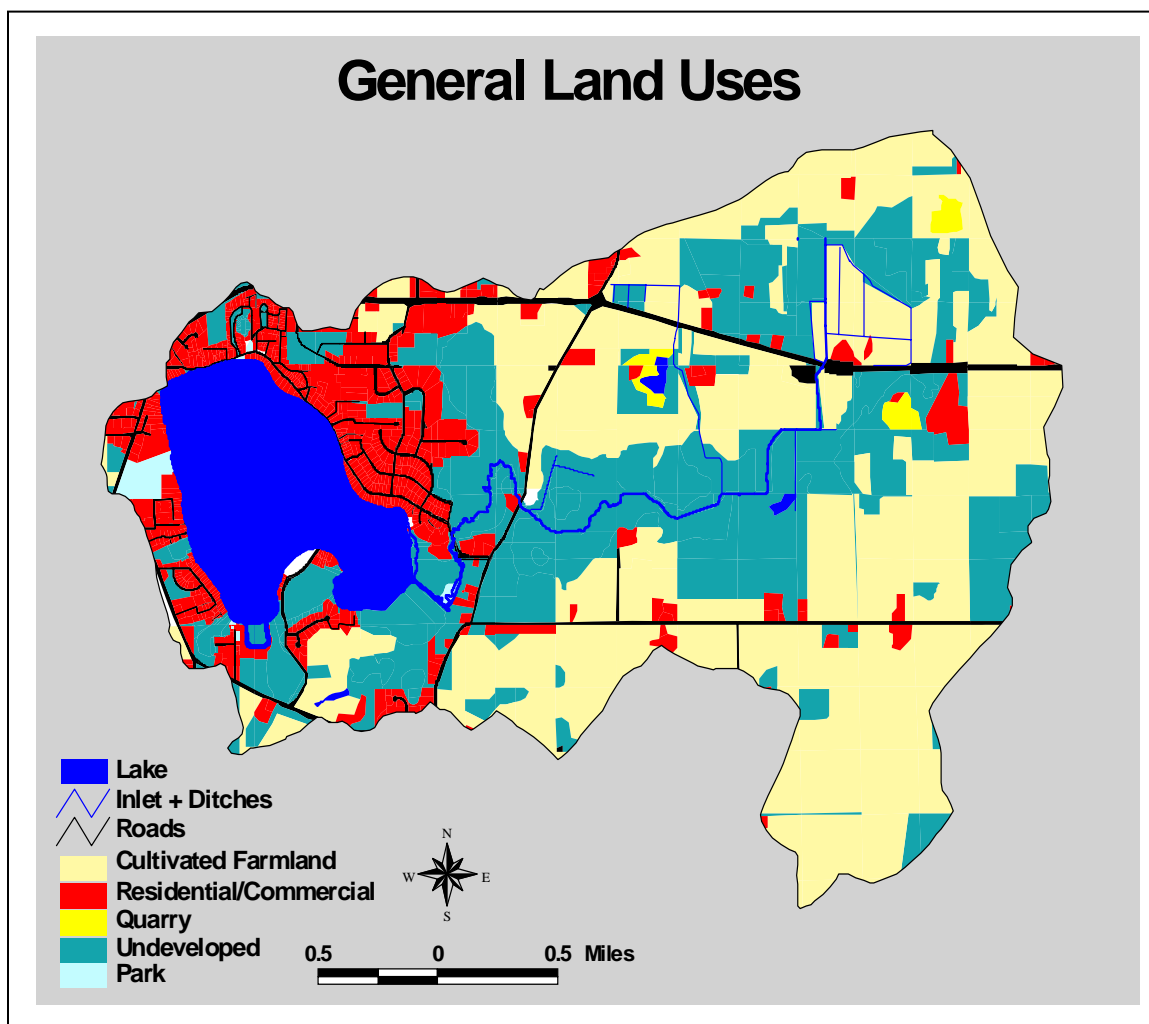 General Land Uses
Lake
Inlet + Ditches
Roads
Cultivated Farmland
Residential/Commercial
Quarry
Undeveloped
Park
N
W E
S
0.5 0 0.5 Miles